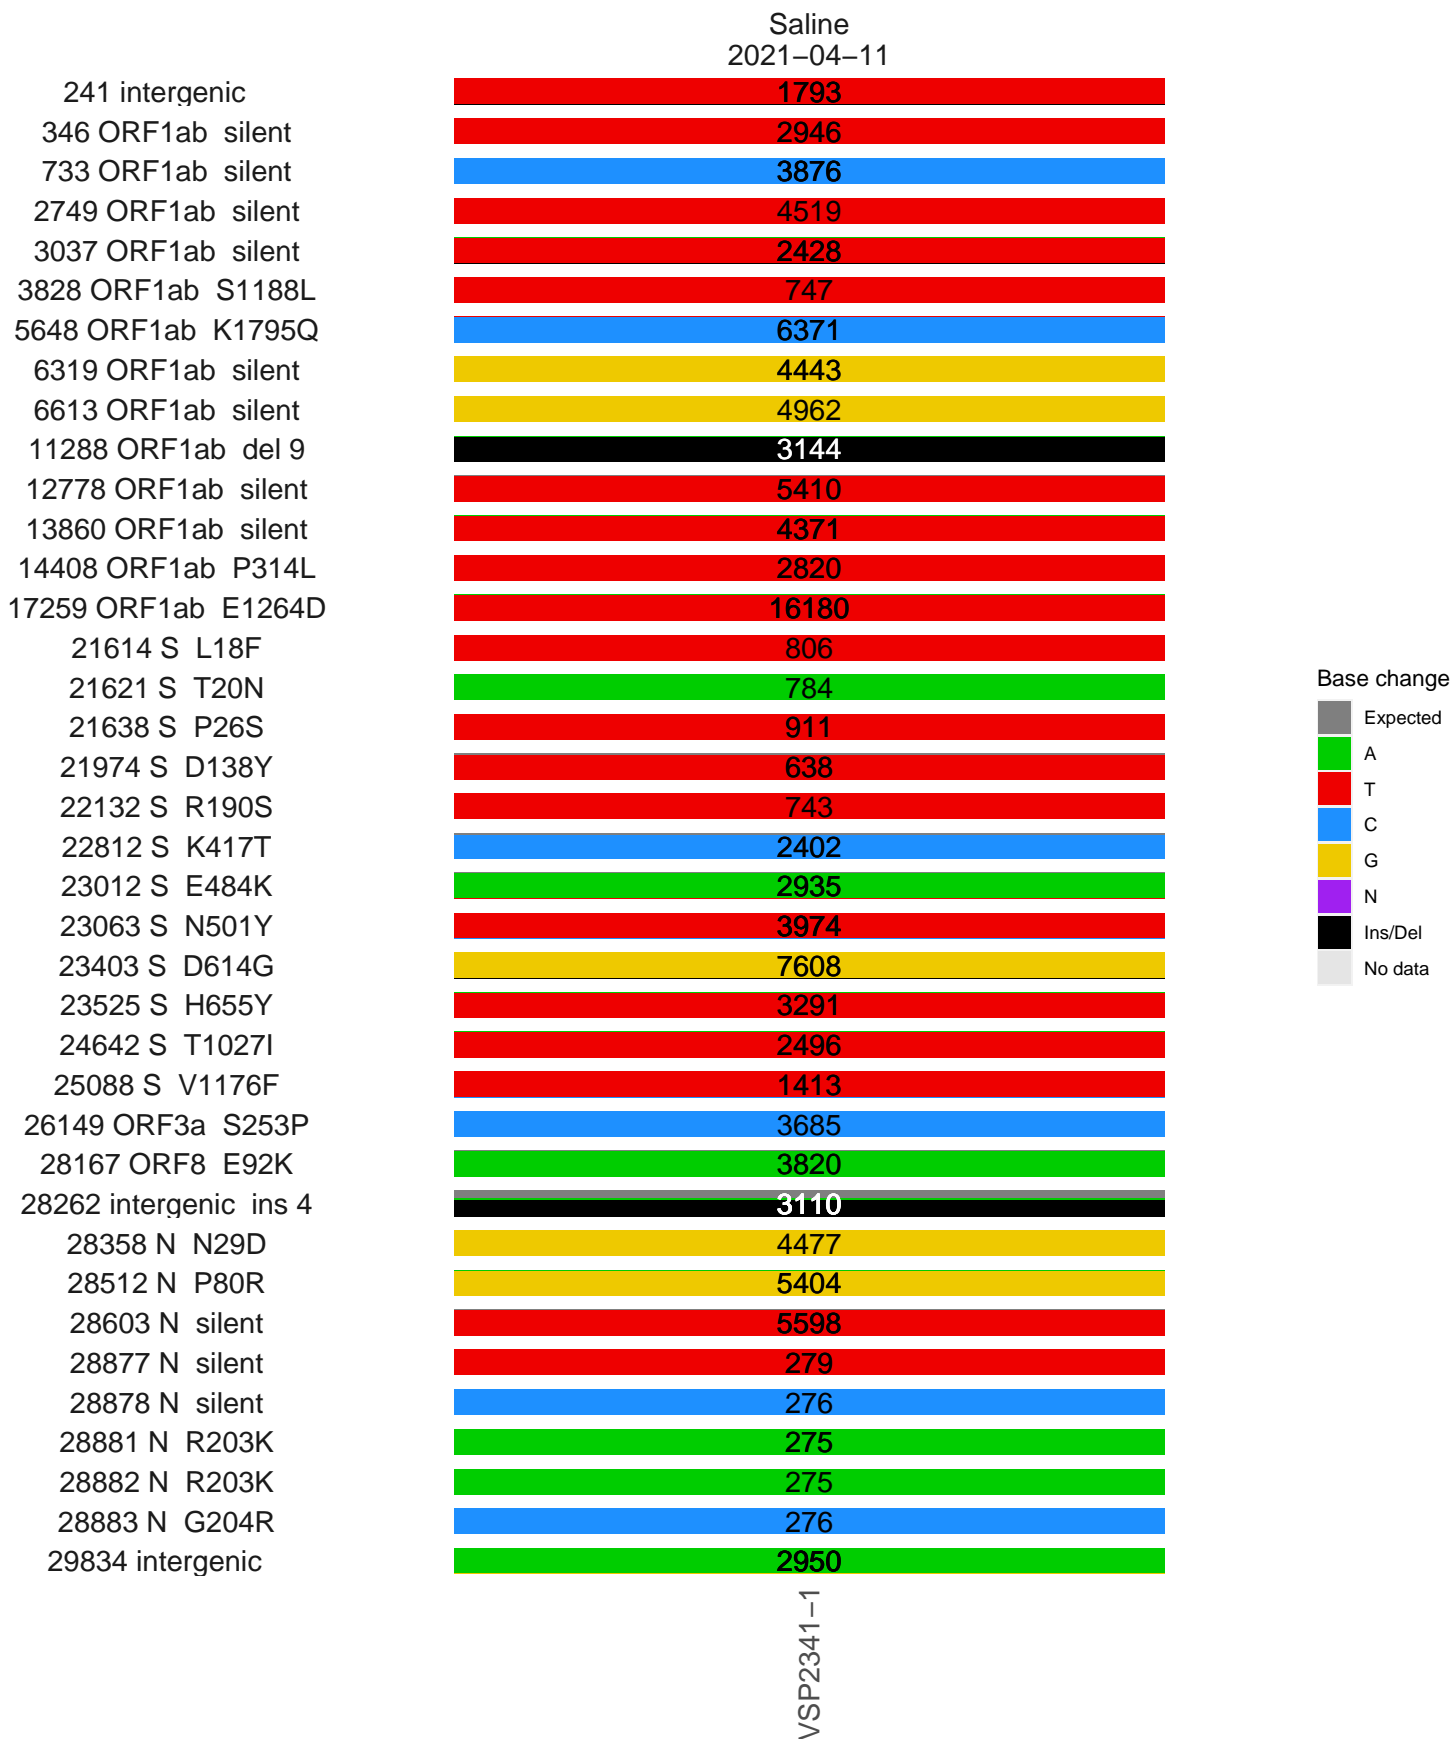 Saline
2021−04−11
241 intergenic 1793
346 ORF1ab silent 2946
733 ORF1ab silent 3876
2749 ORF1ab silent 4519
3037 ORF1ab silent 2428
3828 ORF1ab S1188L 747
5648 ORF1ab K1795Q 6371
6319 ORF1ab silent 4443
6613 ORF1ab silent 4962
11288 ORF1ab del 9 3144
12778 ORF1ab silent 5410
13860 ORF1ab silent 4371
14408 ORF1ab P314L 2820
17259 ORF1ab E1264D 16180
21614 S L18F 806
21621 S T20N 784
21638 S P26S 911
21974 S D138Y 638
22132 S R190S 743
22812 S K417T 2402
23012 S E484K 2935
23063 S N501Y 3974
23403 S D614G 7608
23525 S H655Y 3291
24642 S T1027I 2496
25088 S V1176F 1413
26149 ORF3a S253P 3685
28167 ORF8 E92K 3820
28262 intergenic ins 4 3110
28358 N N29D 4477
28512 N P80R 5404
28603 N silent 5598
28877 N silent 279
28878 N silent 276
28881 N R203K 275
28882 N R203K 275
28883 N G204R 276
29834 intergenic 2950
VSP2341−1
Base change
Expected
A
T
C
G
N
Ins/Del
No data